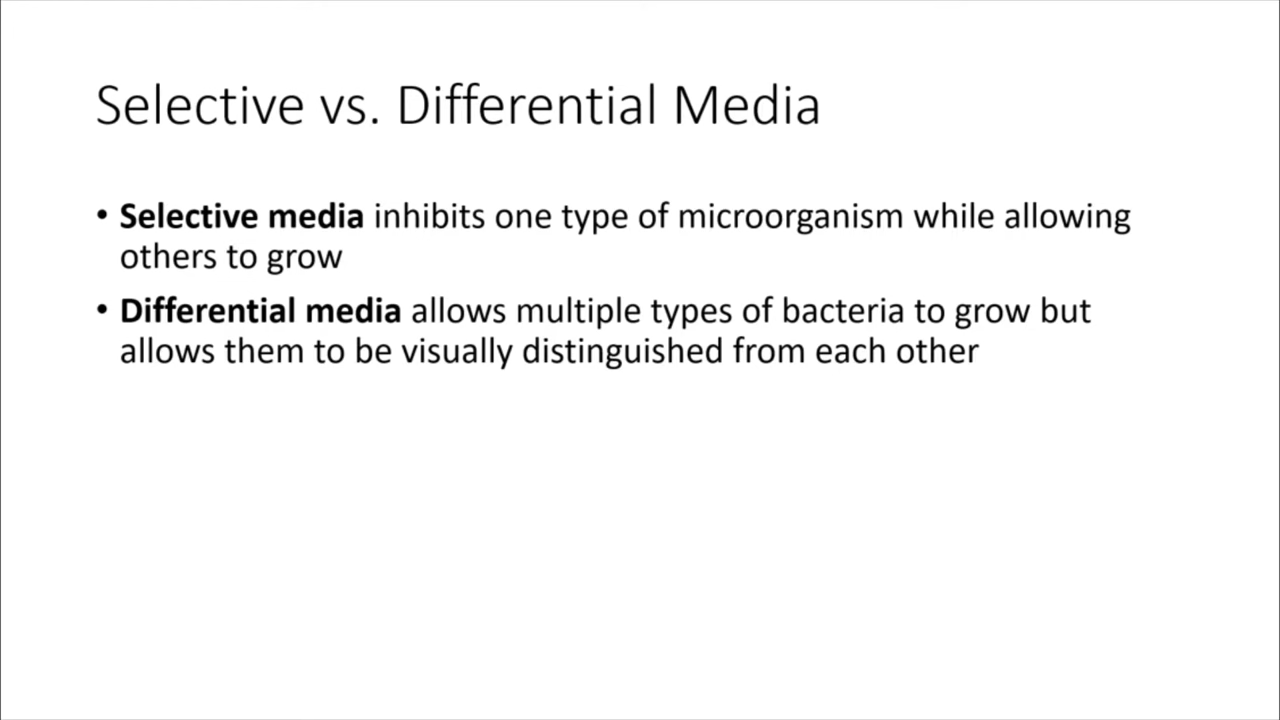 Selective vs. Differential Media
• Selective media inhibits one type of microorganism while allowing
others to grow
• Differential media allows multiple types of bacteria to grow but
allows them to be visually distinguished from each other